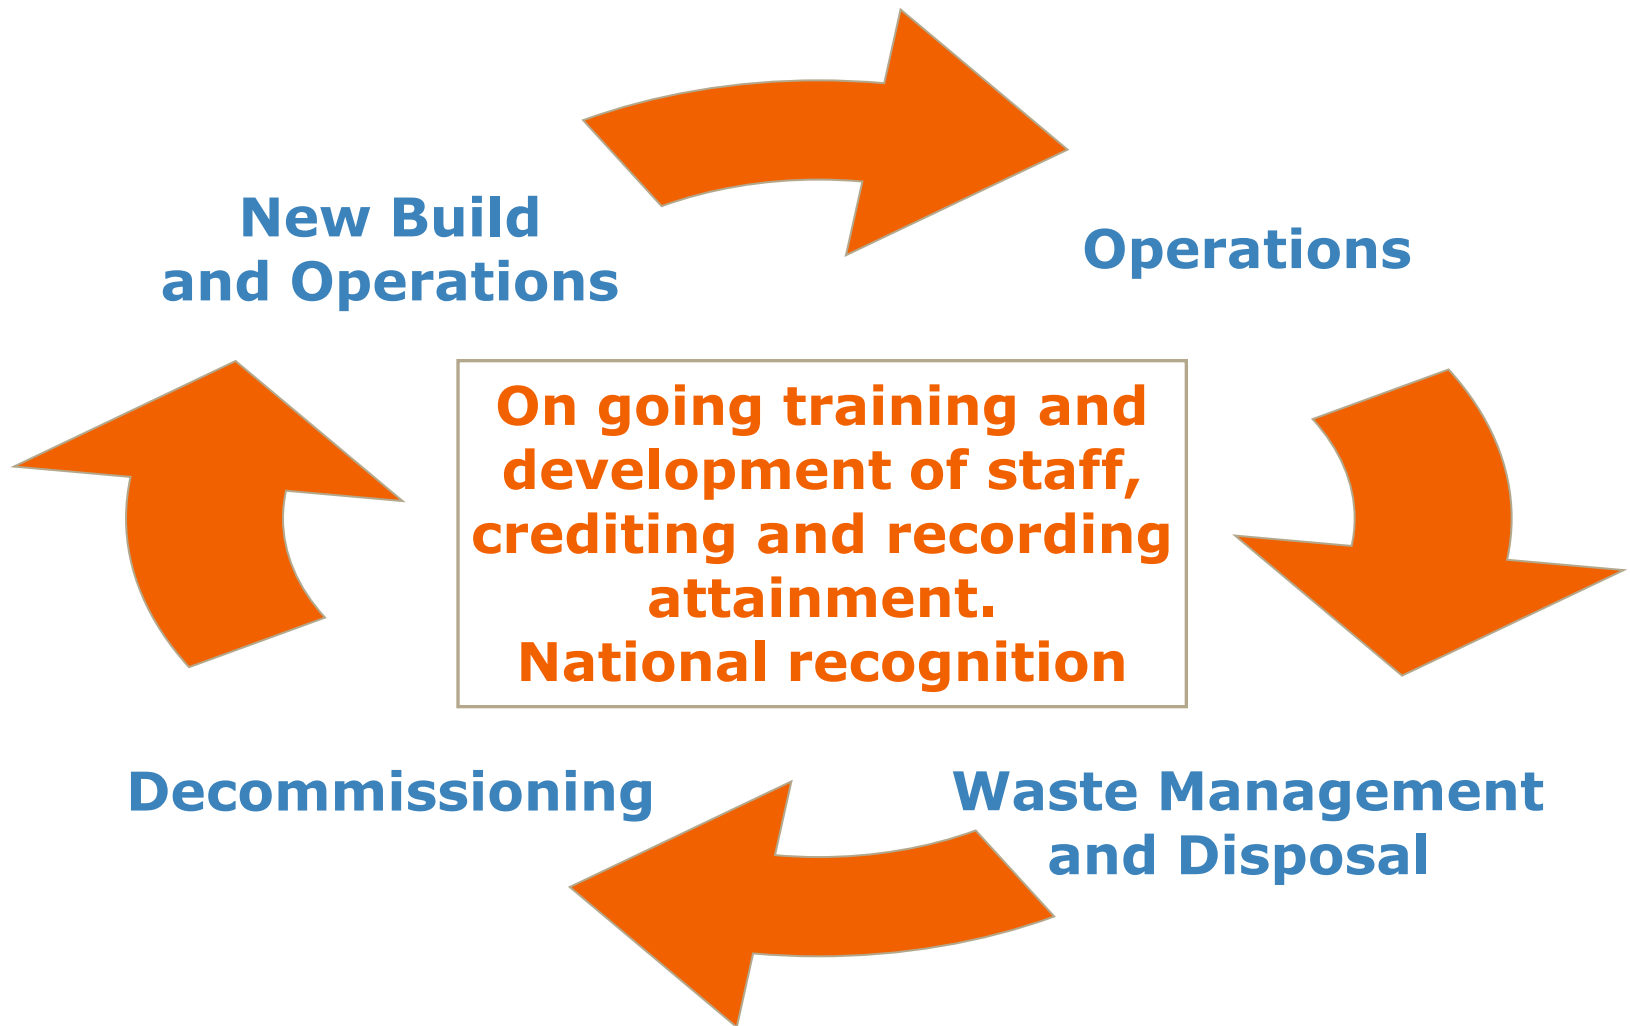 New Build
and Operations
Operations
On going training and
development of staff,
crediting and recording
attainment.
National recognition
Decommissioning
Waste Management
and Disposal